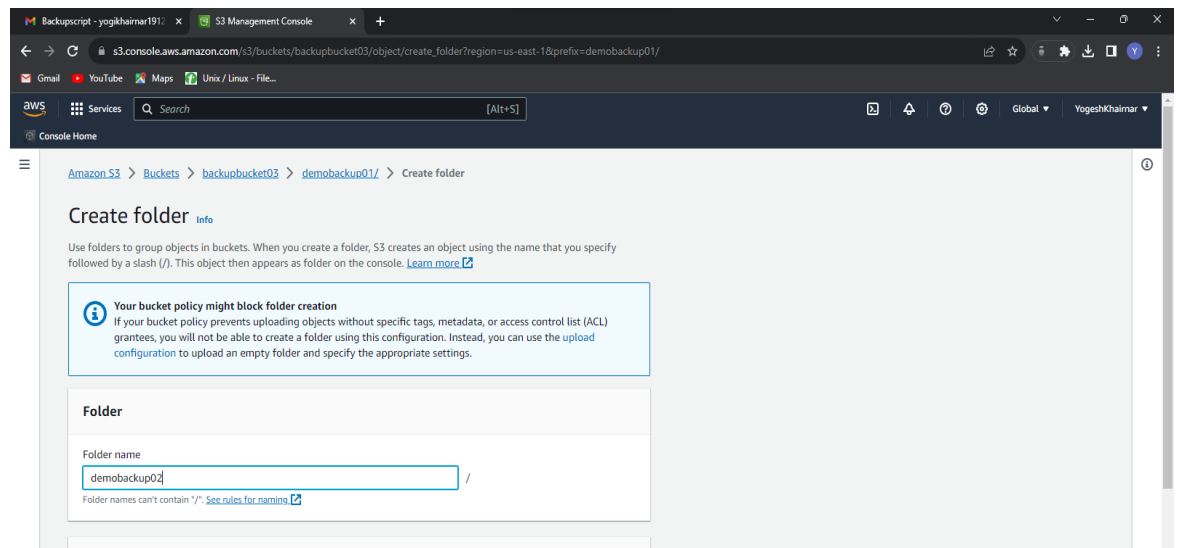 Backupscript - yogikhairnar1912
S3 Management Console
s3.console.aws.amazon.com/s3/buckets/backupbucket03/object/create_folder?region=us-east-1&prefix=demobackup01/
Y
Gmail
YouTube
Maps
Unix / Linux - File...
aws
Services
Search
[Alt+S]
Global
YogeshKhairnar
Console Home
Amazon S3 > Buckets > backupbucket03 > demobackup01/ > Create folder
Create folder Info
Use folders to group objects in buckets. When you create a folder, S3 creates an object using the name that you specify
followed by a slash (/). This object then appears as folder on the console. Learn more
Your bucket policy might block folder creation
If your bucket policy prevents uploading objects without specific tags, metadata, or access control list (ACL)
grantees, you will not be able to create a folder using this configuration. Instead, you can use the upload
configuration to upload an empty folder and specify the appropriate settings.
Folder
Folder name
demobackup02 /
Folder names can't contain "/". See rules for naming